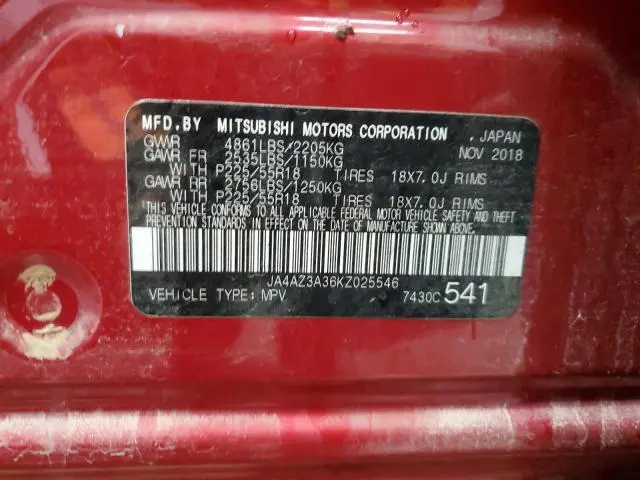 MFD.BY MITSUBISHI MOTORS CORPORATION , JAPAN
GVWR 4861LBS/2205KG NOV 2018
GAWR FR 2535LBS/1150KG
WITH P225/55R18 TIRES 18X7.0J RIMS
GAWR RR 2756LBS/1250KG
WITH P225/55R18 TIRES 18X7.0J RIMS
THIS VEHICLE CONFORMS TO ALL APPLICABLE FEDERAL MOTOR VEHICLE SAFETY AND THEFT
PREVENTION STANDARDS IN EFFECT ON THE DATE OF MANUFACTURE SHOWN ABOVE.
JA4AZ3A36KZ025546
VEHICLE TYPE: MPV 7430C 541